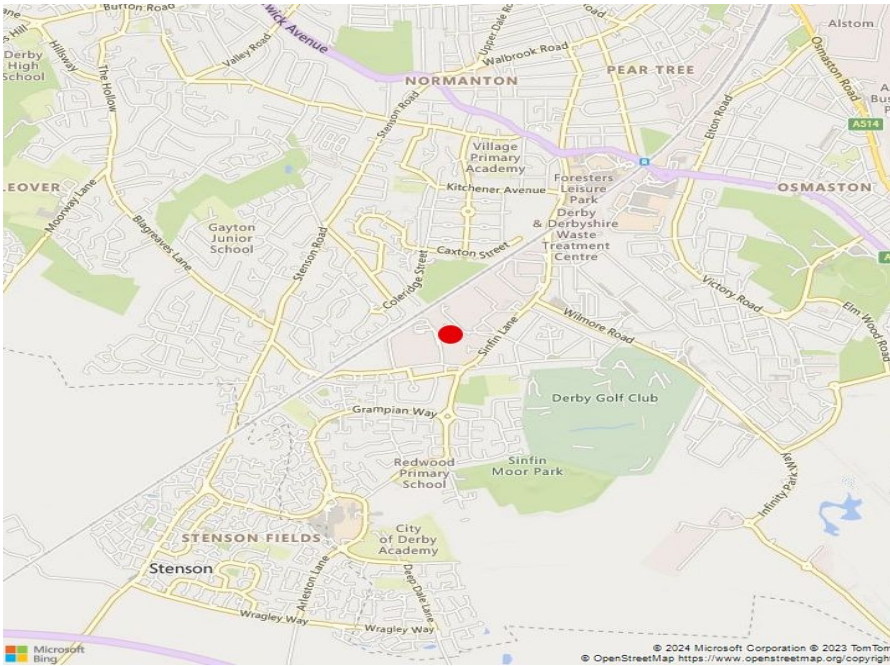 Burton Road
wick Avenue
Upper Dale Ro
Road
Alstom
s Hill
Hillsway
Valley Road
Walbrook Road
Osmaston Road
Derby
High
School
The Hollow
NORMANTON
PEAR TREE
A
Bus
P
Elton Road
A514
Stenson Road
Village
Primary
Academy
Foresters
Leisure
Park
OSMASTON
LEOVER
Moorway Lane
Kitchener Avenue
Derby
& Derbyshire
Waste
Treatment
Centre
Blagreaves Lane
Gayton
Junior
School
Stenson Road
Caxton Street
A
Coleridge Street
Victory Road
Elm Wood Road
Sinfin Lane
Wilmore Road
Derby Golf Club
Grampian Way
Redwood
Primary
School
Sinfin
Moor Park
Infinity Park Way
STENSON FIELDS
City
of Derby
Academy
Stenson
Arleston Lane
Deep Dale Lane
Wragley Way
Wragley Way
Microsoft
Bing
© 2024 Microsoft Corporation © 2023 TomTom
© OpenStreetMap https://www.openstreetmap.org/copyright